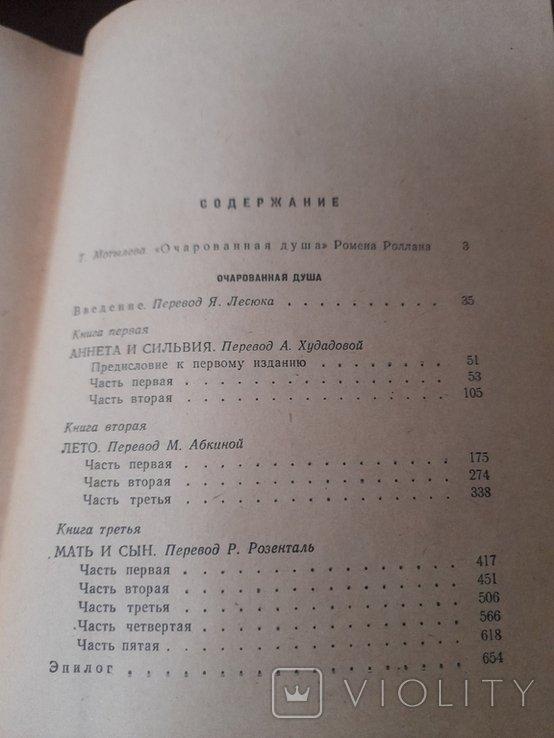 СОДЕРЖАНИЕ
Т. Мотылева. «Очарованная душа» Ромена Роллана 3
ОЧАРОВАННАЯ ДУША
Введение. Перевод Я. Лесюка . . . . . . . . . . 35
Книга первая
АННЕТА И СИЛЬВИЯ. Перевод А. Худадовой
Предисловие к первому изданию . . . . . . . 51
Часть первая . . . . . . . . . . . . . . . 53
Часть вторая . . . . . . . . . . . . . . . 105
Книга вторая
ЛЕТО. Перевод М. Абкиной
Часть первая . . . . . . . . . . . . . . . 175
Часть вторая . . . . . . . . . . . . . . . 274
Часть третья . . . . . . . . . . . . . . . 338
Книга третья
МАТЬ И СЫН. Перевод Р. Розенталь
Часть первая . . . . . . . . . . . . . . . 417
Часть вторая . . . . . . . . . . . . . . . 451
Часть третья . . . . . . . . . . . . . . . 506
Часть четвертая . . . . . . . . . . . . . . 566
Часть пятая . . . . . . . . . . . . . . . 618
Эпилог . . . . . . . . . . . . . . . . . 654
VIOLITY